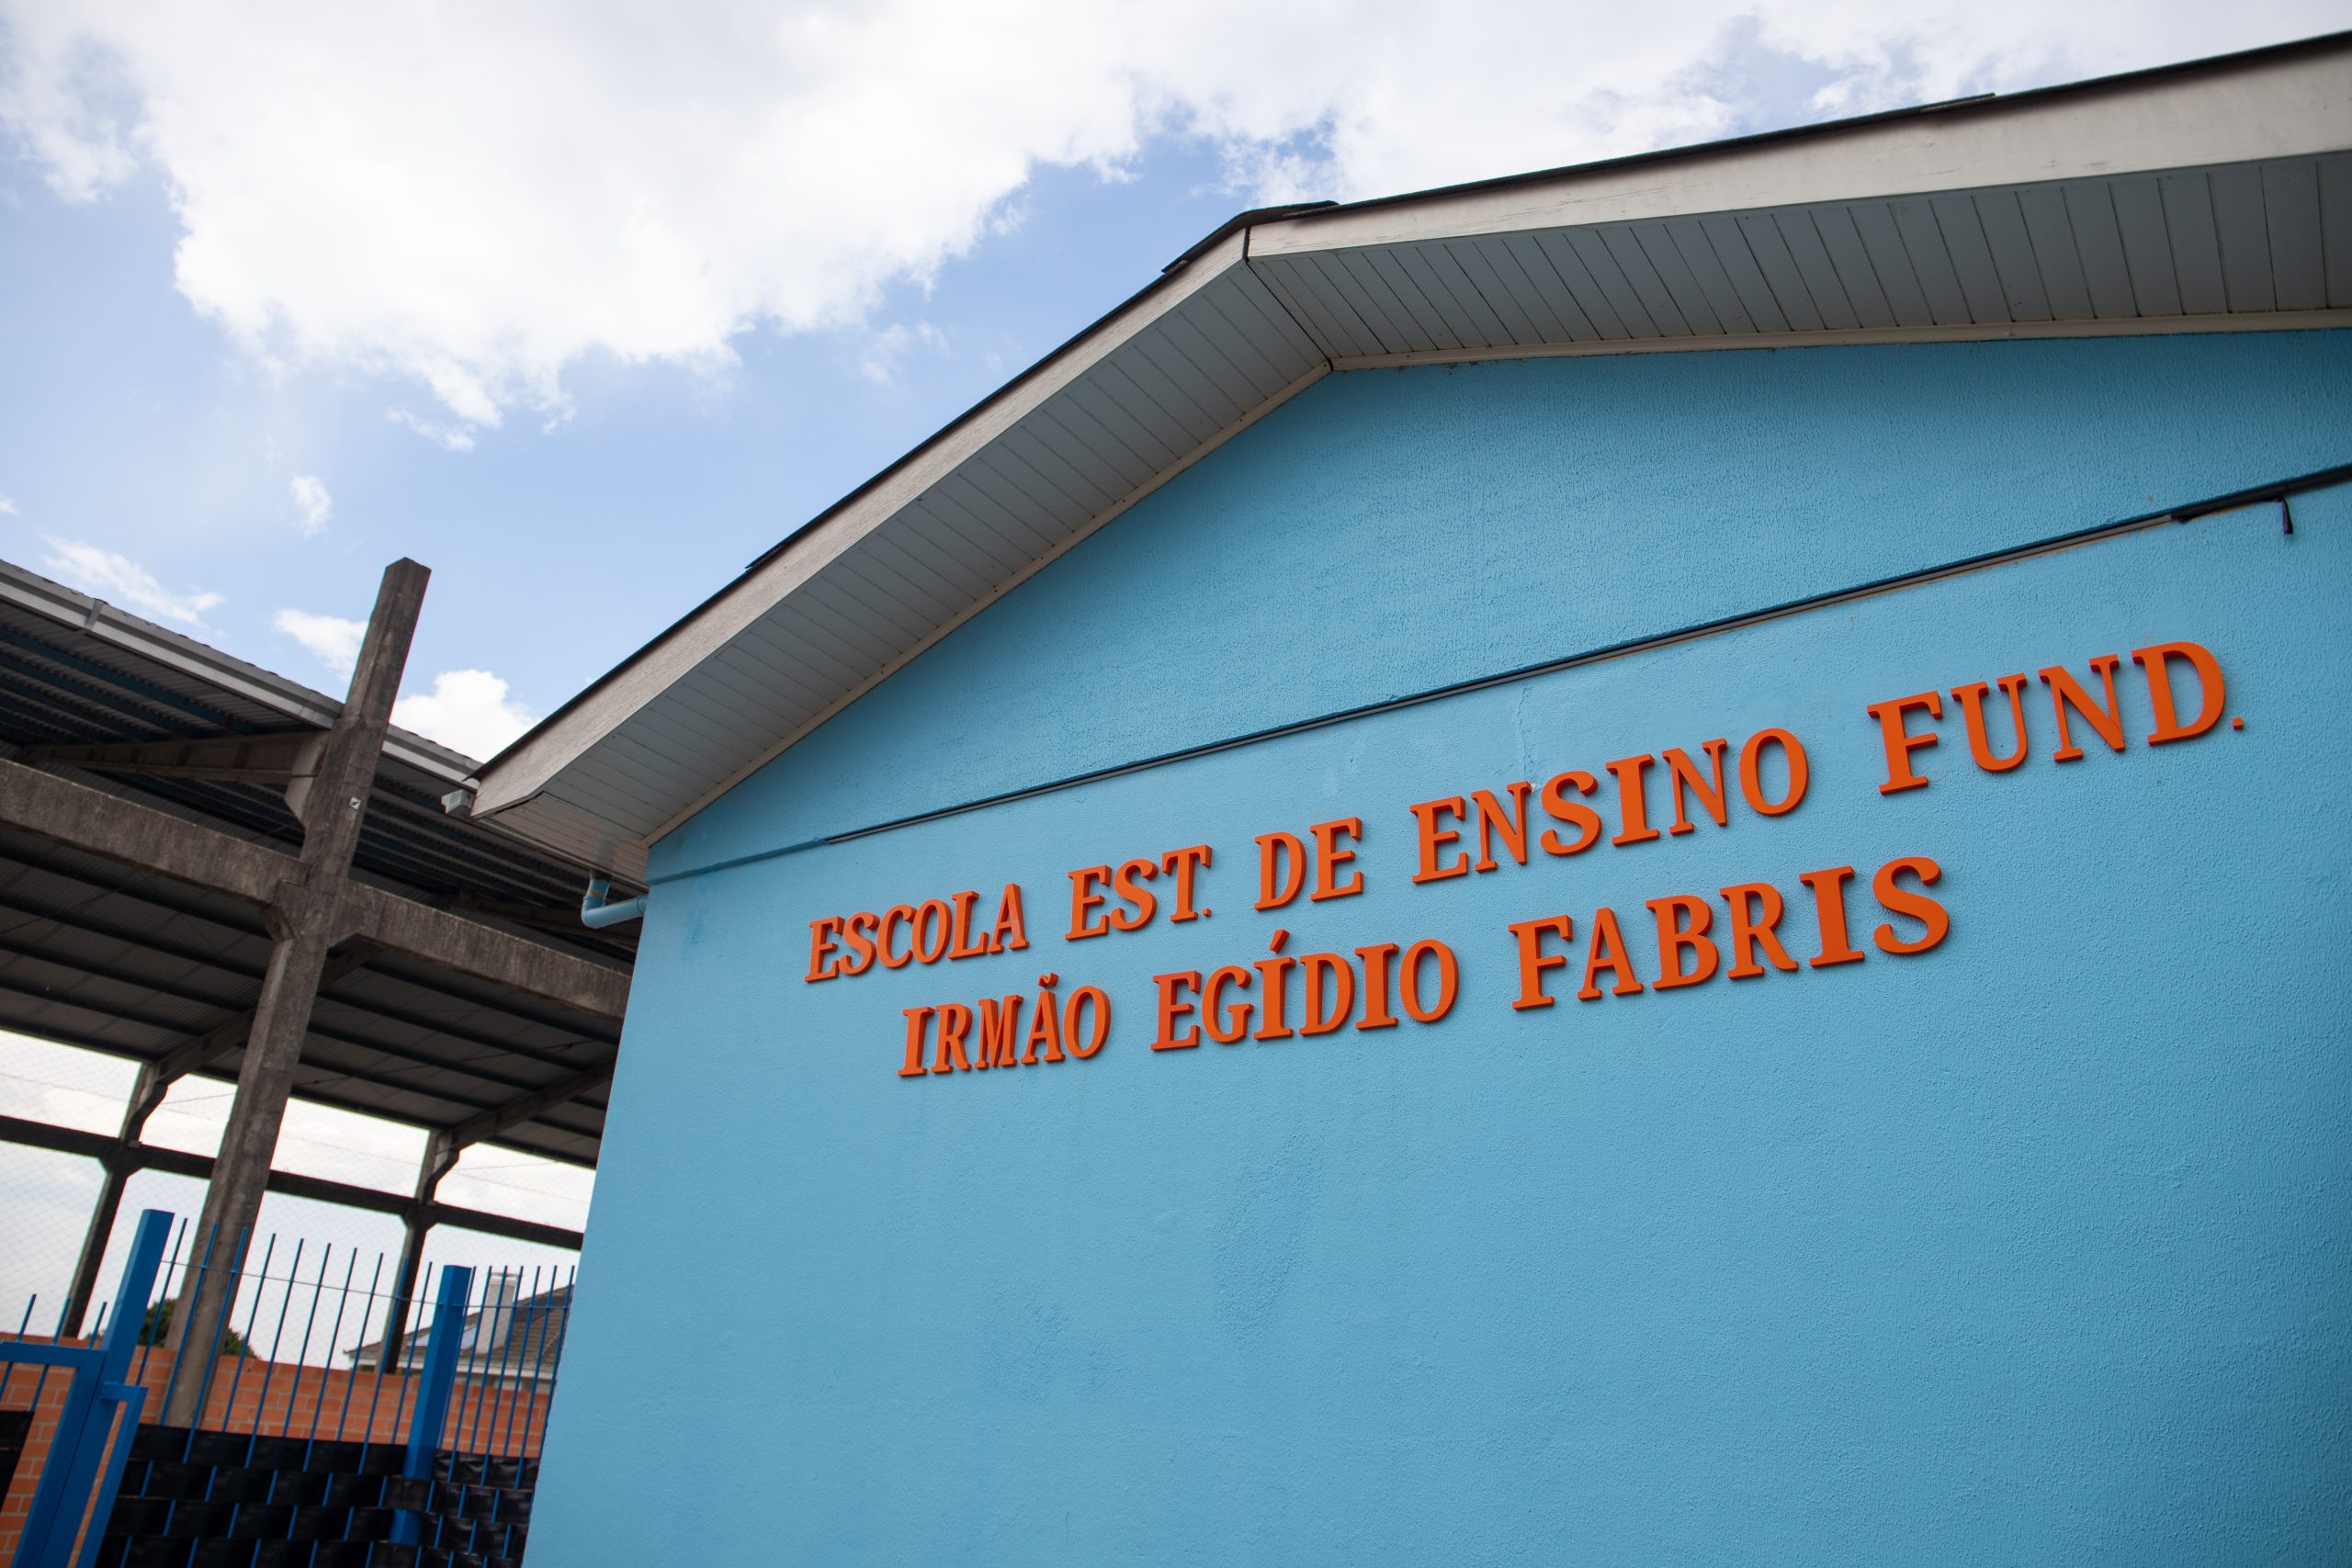 ESCOLA EST. DE ENSINO FUND.
IRMÃO EGÍDIO FABRIS